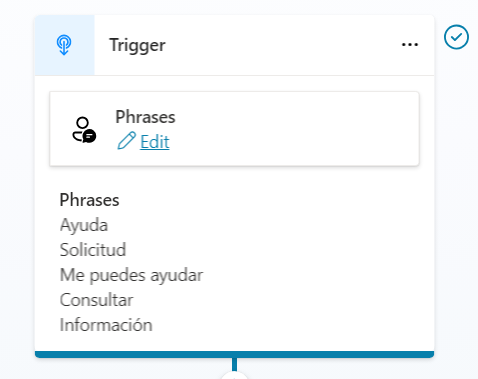 Trigger
Phrases
Edit
Phrases
Ayuda
Solicitud
Me puedes ayudar
Consultar
Información